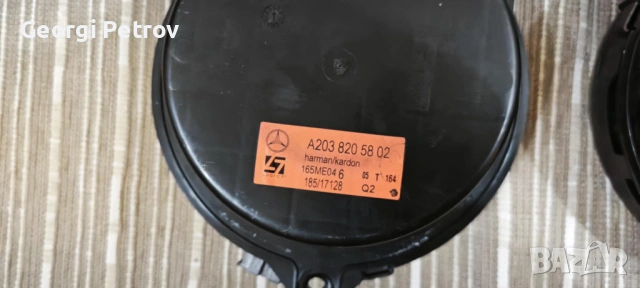 Georgi Petrov
A203 820 58 02
harman/kardon
165ME04 6 05 T 164
185/17128 Q2
BAZAR